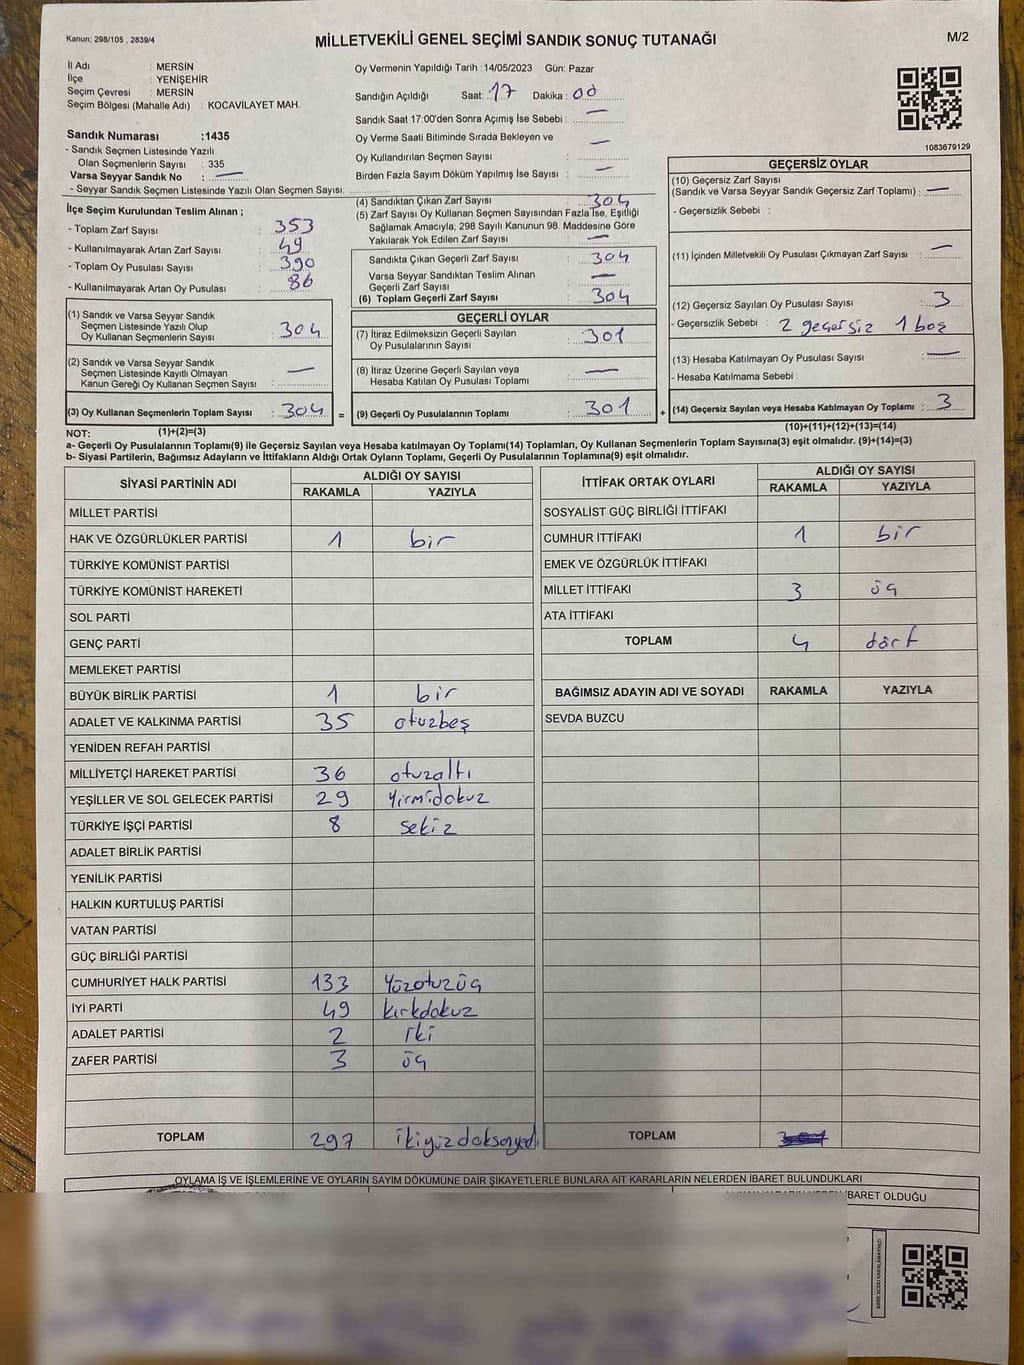 Kanun: 298/105 , 2839/4
MİLLETVEKİLİ GENEL SEÇİMİ SANDIK SONUÇ TUTANAĞI
M/2
İl Adı : MERSİN
İlçe : YENİŞEHİR
Seçim Çevresi : MERSİN
Seçim Bölgesi (Mahalle Adı) : KOCAVİLAYET MAH.
Sandık Numarası :1435
- Sandık Seçmen Listesinde Yazılı
Olan Seçmenlerin Sayısı : 335
Varsa Seyyar Sandık No : —
- Seyyar Sandık Seçmen Listesinde Yazılı Olan Seçmen Sayısı:
Oy Vermenin Yapıldığı Tarih :14/05/2023 Gün: Pazar
Sandığın Açıldığı Saat: 17 Dakika : 00
Sandık Saat 17:00'den Sonra Açımış İse Sebebi : —
Oy Verme Saati Bitiminde Sırada Bekleyen ve —
Oy Kullandırılan Seçmen Sayısı :
Birden Fazla Sayım Döküm Yapılmış İse Sayısı : —
1083679129
İlçe Seçim Kurulundan Teslim Alınan ;
- Toplam Zarf Sayısı : 353
- Kullanılmayarak Artan Zarf Sayısı : 49
- Toplam Oy Pusulası Sayısı : 390
- Kullanılmayarak Artan Oy Pusulası : 86
(1) Sandık ve Varsa Seyyar Sandık
Seçmen Listesinde Yazılı Olup
Oy Kullanan Seçmenlerin Sayısı : 304
(2) Sandık ve Varsa Seyyar Sandık
Seçmen Listesinde Kayıtlı Olmayan —
Kanun Gereği Oy Kullanan Seçmen Sayısı :
(3) Oy Kullanan Seçmenlerin Toplam Sayısı : 304 =
(4) Sandıktan Çıkan Zarf Sayısı : 304
(5) Zarf Sayısı Oy Kullanan Seçmen Sayısından Fazla İse, Eşitliği
Sağlamak Amacıyla; 298 Sayılı Kanunun 98. Maddesine Göre
Yakılarak Yok Edilen Zarf Sayısı : —
Sandıkta Çıkan Geçerli Zarf Sayısı : 304
Varsa Seyyar Sandıktan Teslim Alınan
Geçerli Zarf Sayısı : —
(6) Toplam Geçerli Zarf Sayısı : 304
GEÇERLİ OYLAR
(7) İtiraz Edilmeksizin Geçerli Sayılan
Oy Pusulalarının Sayısı : 301
(8) İtiraz Üzerine Geçerli Sayılan veya
Hesaba Katılan Oy Pusulası Toplamı : —
(9) Geçerli Oy Pusulalarının Toplamı : 301 +
GEÇERSİZ OYLAR
(10) Geçersiz Zarf Sayısı
(Sandık ve Varsa Seyyar Sandık Geçersiz Zarf Toplamı) : —
- Geçersizlik Sebebi :
(11) İçinden Milletvekili Oy Pusulası Çıkmayan Zarf Sayısı : —
(12) Geçersiz Sayılan Oy Pusulası Sayısı : 3
- Geçersizlik Sebebi : 2 geçersiz 1 boş
(13) Hesaba Katılmayan Oy Pusulası Sayısı : —
- Hesaba Katılmama Sebebi :
(14) Geçersiz Sayılan veya Hesaba Katılmayan Oy Toplamı : 3
NOT: (1)+(2)=(3)
(10)+(11)+(12)+(13)=(14)
a- Geçerli Oy Pusulalarının Toplamı(9) ile Geçersiz Sayılan veya Hesaba katılmayan Oy Toplamı(14) Toplamları, Oy Kullanan Seçmenlerin Toplam Sayısına(3) eşit olmalıdır. (9)+(14)=(3)
b- Siyasi Partilerin, Bağımsız Adayların ve İttifakların Aldığı Ortak Oyların Toplamı, Geçerli Oy Pusulalarının Toplamına(9) eşit olmalıdır.
SİYASİ PARTİNİN ADI
ALDIĞI OY SAYISI
RAKAMLA YAZIYLA
MİLLET PARTİSİ
HAK VE ÖZGÜRLÜKLER PARTİSİ 1 bir
TÜRKİYE KOMÜNİST PARTİSİ
TÜRKİYE KOMÜNİST HAREKETİ
SOL PARTİ
GENÇ PARTİ
MEMLEKET PARTİSİ
BÜYÜK BİRLİK PARTİSİ 1 bir
ADALET VE KALKINMA PARTİSİ 35 otuzbeş
YENİDEN REFAH PARTİSİ
MİLLİYETÇİ HAREKET PARTİSİ 36 otuzaltı
YEŞİLLER VE SOL GELECEK PARTİSİ 29 Yirmidokuz
TÜRKİYE İŞÇİ PARTİSİ 8 sekiz
ADALET BİRLİK PARTİSİ
YENİLİK PARTİSİ
HALKIN KURTULUŞ PARTİSİ
VATAN PARTİSİ
GÜÇ BİRLİĞİ PARTİSİ
CUMHURİYET HALK PARTİSİ 133 Yüzotuzüç
İYİ PARTİ 49 kırkdokuz
ADALET PARTİSİ 2 iki
ZAFER PARTİSİ 3 üç
TOPLAM 297 ikiyüzdoksanyedi
İTTİFAK ORTAK OYLARI
ALDIĞI OY SAYISI
RAKAMLA YAZIYLA
SOSYALİST GÜÇ BİRLİĞİ İTTİFAKI
CUMHUR İTTİFAKI 1 bir
EMEK VE ÖZGÜRLÜK İTTİFAKI
MİLLET İTTİFAKI 3 üç
ATA İTTİFAKI
TOPLAM 4 dört
BAĞIMSIZ ADAYIN ADI VE SOYADI RAKAMLA YAZIYLA
SEVDA BUZCU
TOPLAM
OYLAMA İŞ VE İŞLEMLERİNE VE OYLARIN SAYIM DÖKÜMÜNE DAİR ŞİKAYETLERLE BUNLARA AİT KARARLARIN NELERDEN İBARET BULUNDUKLARI
İBARET OLDUĞU
KARE KODU KARALAMAYINIZ!